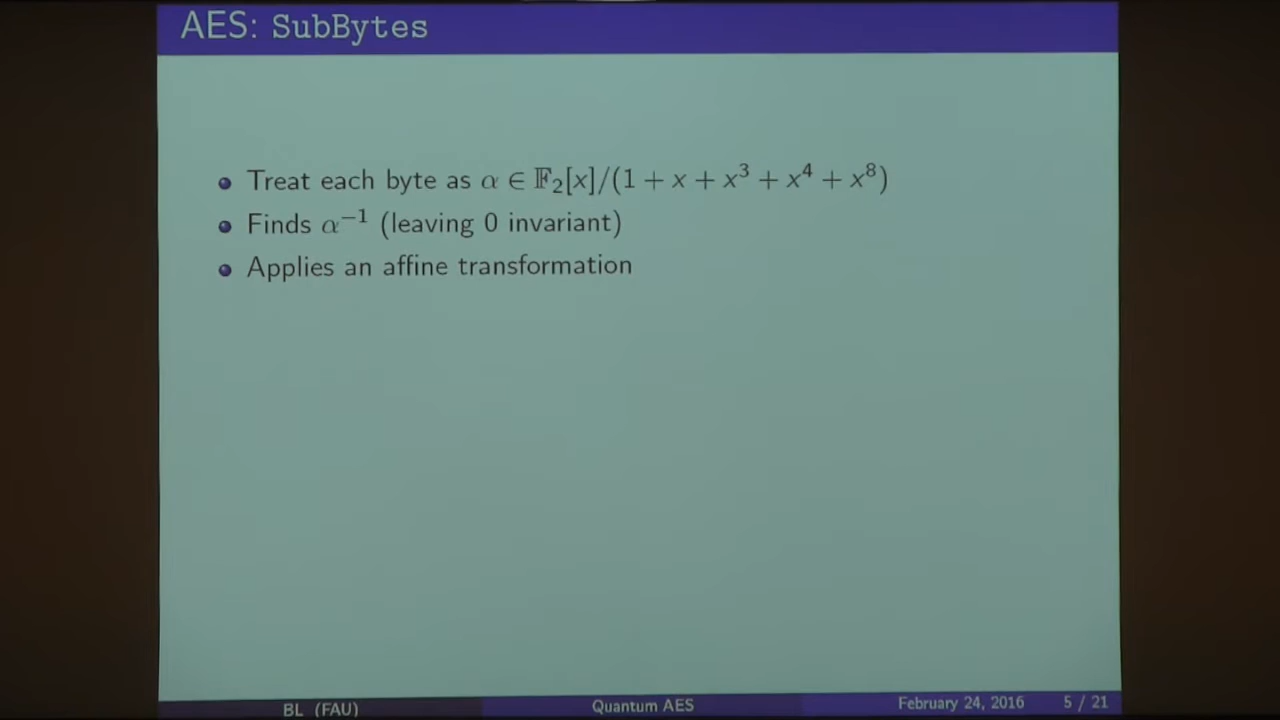 AES: SubBytes
Treat each byte as α ∈ 𝔽₂[x]/(1 + x + x³ + x⁴ + x⁸)
Finds α⁻¹ (leaving 0 invariant)
Applies an affine transformation
BL (FAU) Quantum AES February 24, 2016 5 / 21